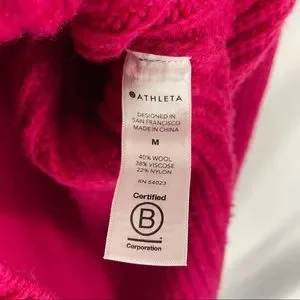 ATHLETA
DESIGNED IN
SAN FRANCISCO
MADE IN CHINA
M
40% WOOL
38% VISCOSE
22% NYLON
RN 54023
Certified
B
Corporation